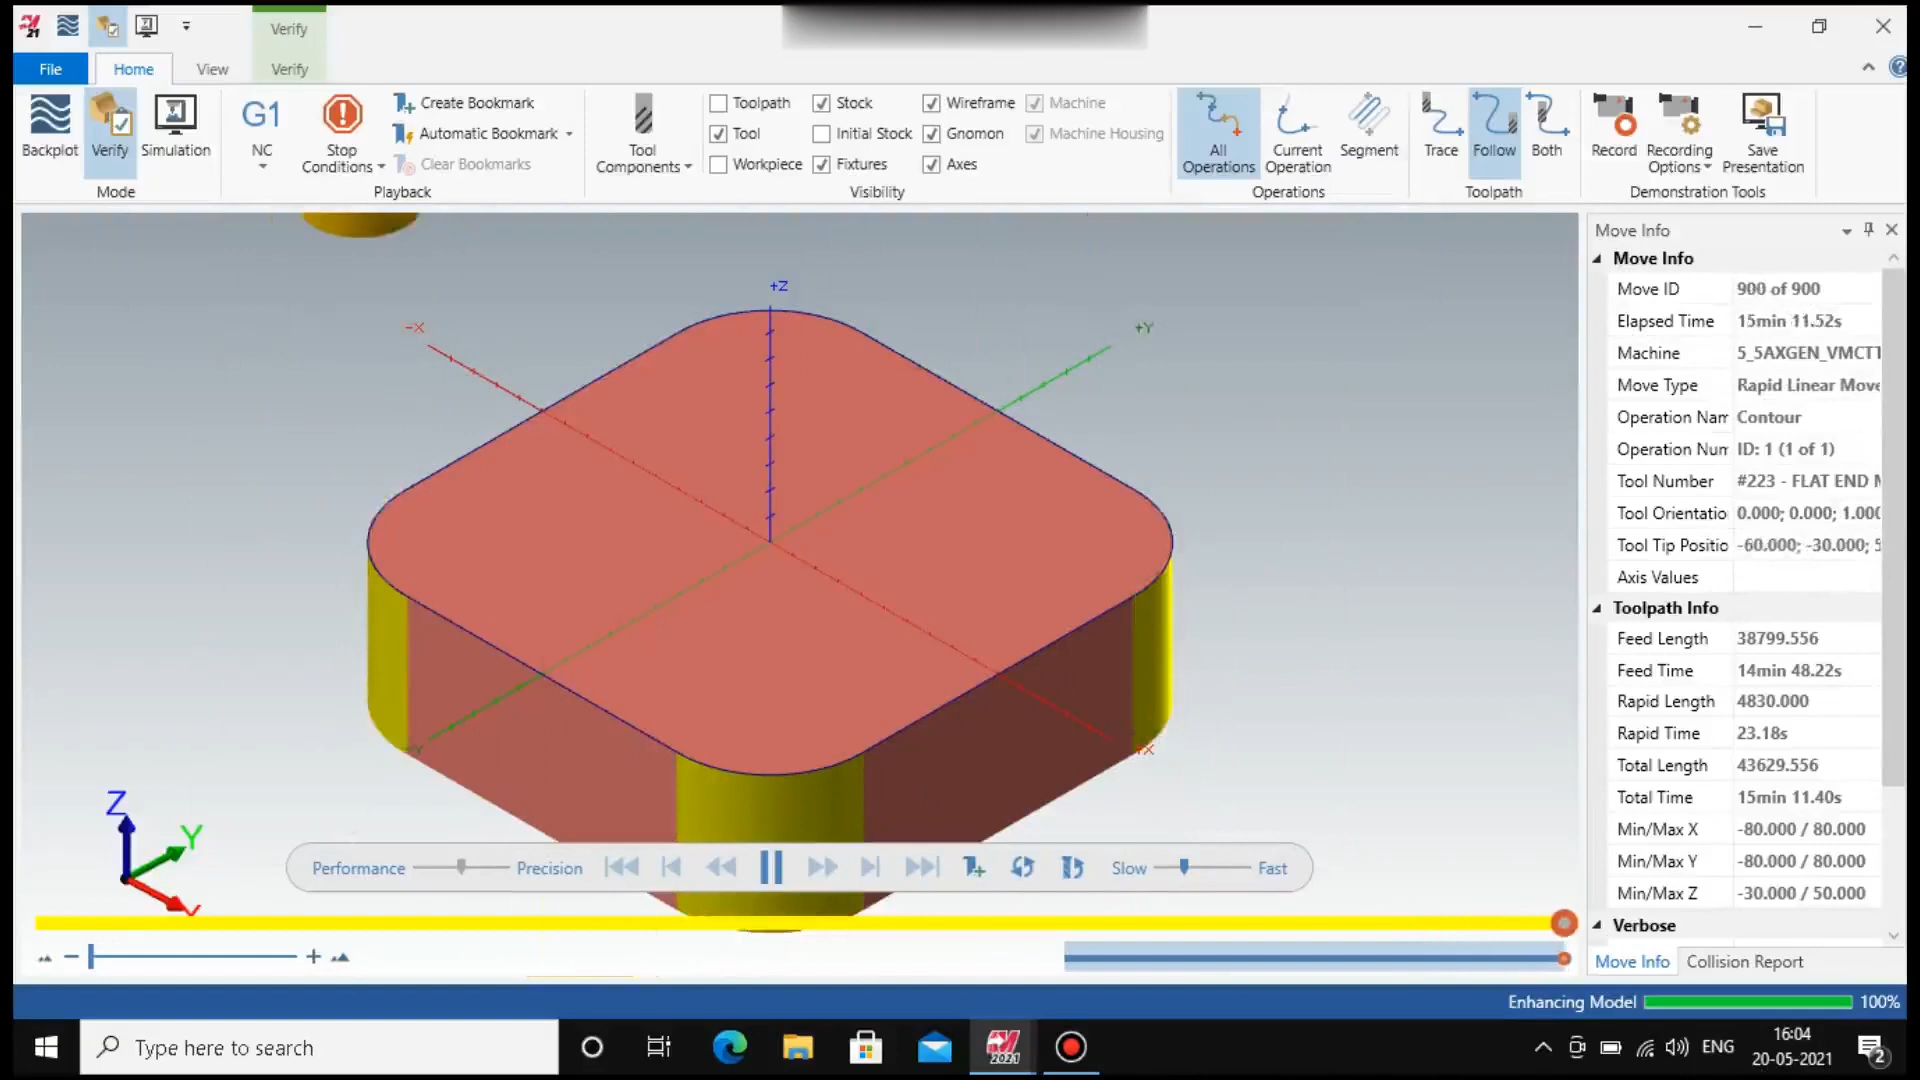 21
Verify
File
Home
View
Verify
Backplot
Verify
Simulation
Mode
G1
NC
Stop Conditions
Create Bookmark
Automatic Bookmark
Clear Bookmarks
Playback
Tool Components
Toolpath
Stock
Wireframe
Machine
Tool
Initial Stock
Gnomon
Machine Housing
Workpiece
Fixtures
Axes
Visibility
All Operations
Current Operation
Segment
Operations
Trace
Follow
Both
Toolpath
Record
Recording Options
Save Presentation
Demonstration Tools
+Z
-X
+Y
+X
Z
Y
Performance
Precision
Slow
Fast
Move Info
Move Info
Move ID 900 of 900
Elapsed Time 15min 11.52s
Machine 5_5AXGEN_VMCTT
Move Type Rapid Linear Move
Operation Nam Contour
Operation Num ID: 1 (1 of 1)
Tool Number #223 - FLAT END M
Tool Orientatio 0.000; 0.000; 1.000
Tool Tip Positio -60.000; -30.000; 5
Axis Values
Toolpath Info
Feed Length 38799.556
Feed Time 14min 48.22s
Rapid Length 4830.000
Rapid Time 23.18s
Total Length 43629.556
Total Time 15min 11.40s
Min/Max X -80.000 / 80.000
Min/Max Y -80.000 / 80.000
Min/Max Z -30.000 / 50.000
Verbose
Move Info
Collision Report
Enhancing Model 100%
Type here to search
2021
ENG
16:04
20-05-2021
2